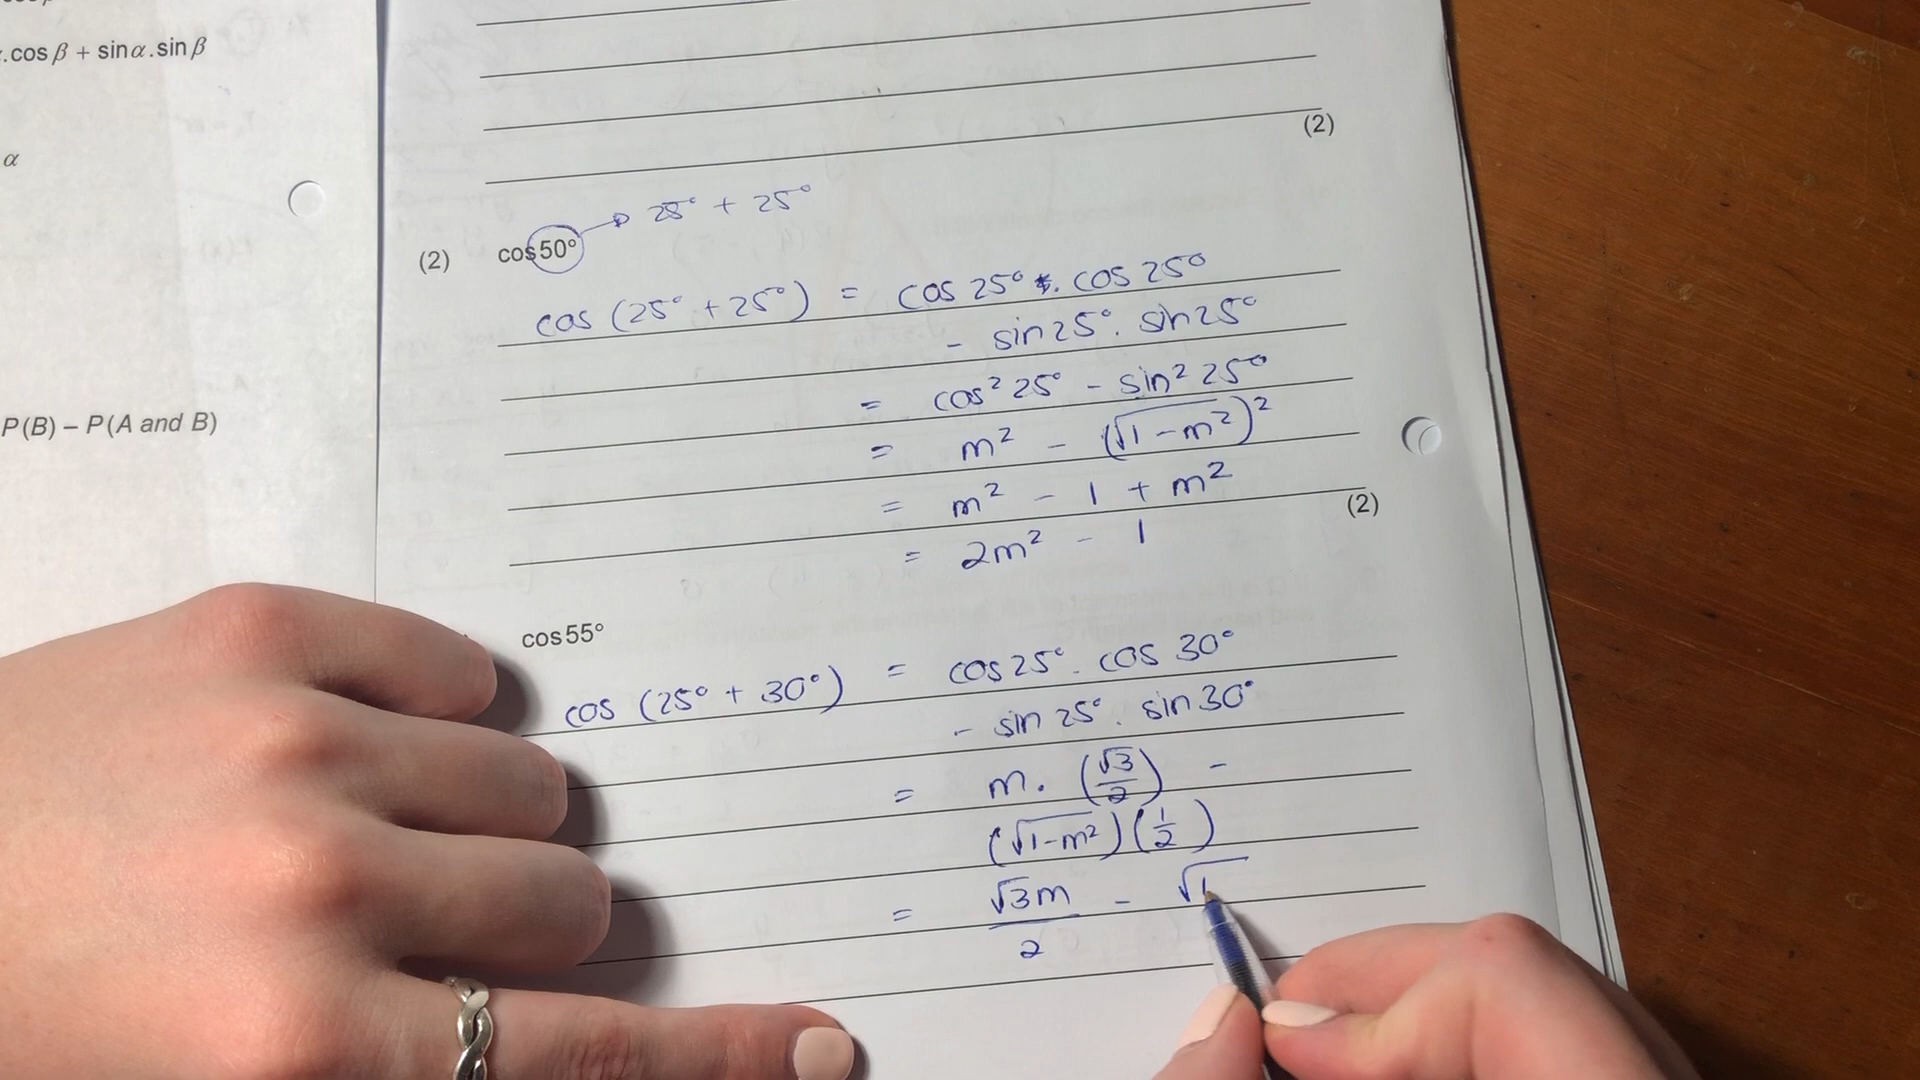 .cos β + sin α . sin β
α
P(B) – P(A and B)
(2)
25° + 25°
(2) cos 50°
cos (25° + 25°) = cos 25° . cos 25°
- sin 25° . sin 25°
= cos² 25° - sin² 25°
= m² - (√1-m²)²
= m² - 1 + m²
(2)
= 2m² - 1
cos 55°
cos (25° + 30°) = cos 25° . cos 30°
- sin 25° . sin 30°
= m . (√3/2) -
(√1-m²)(1/2)
= √3m/2 - √1